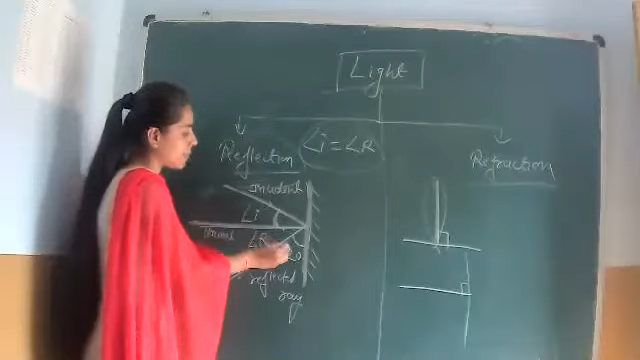 Light
Reflection
∠i = ∠R
Refraction
incident
∠i
∠R
reflected
ray